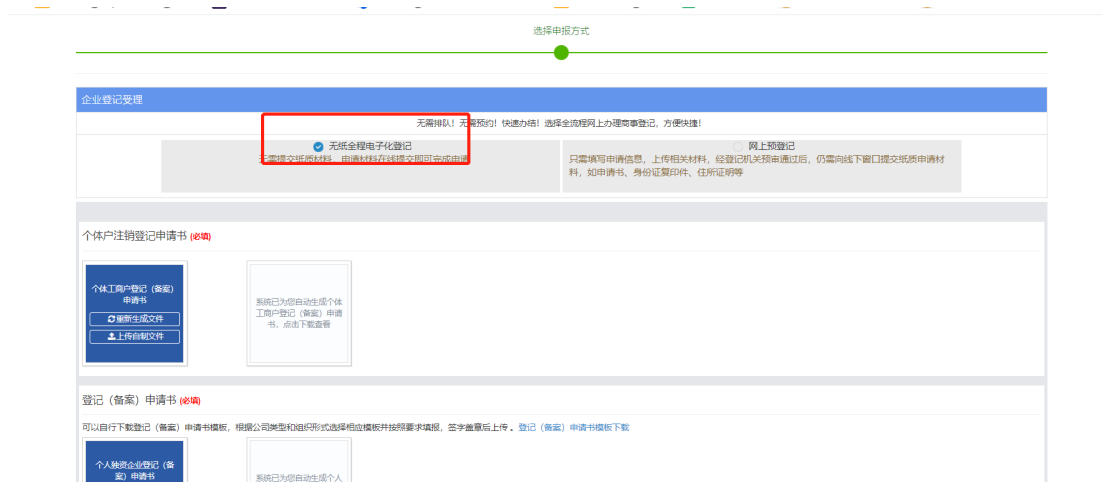 选择申报方式
企业登记受理
无需排队！无需预约！快速办结！选择全流程网上办理商事登记，方便快捷！
无纸全程电子化登记
无需提交纸质材料，申请材料在线提交即可完成申请
网上预登记
只需填写申请信息，上传相关材料，经登记机关预审通过后，仍需向线下窗口提交纸质申请材
料，如申请书、身份证复印件、住所证明等
个体户注销登记申请书 (必填)
个体工商户登记（备案）
申请书
重新生成文件
上传自制文件
系统已为您自动生成个体
工商户登记（备案）申请
书，点击下载查看
登记（备案）申请书 (必填)
可以自行下载登记（备案）申请书模板，根据公司类型和组织形式选择相应模板并按照要求填报，签字盖章后上传 。登记（备案）申请书模板下载
个人独资企业登记（备
案）申请书
系统已为您自动生成个人